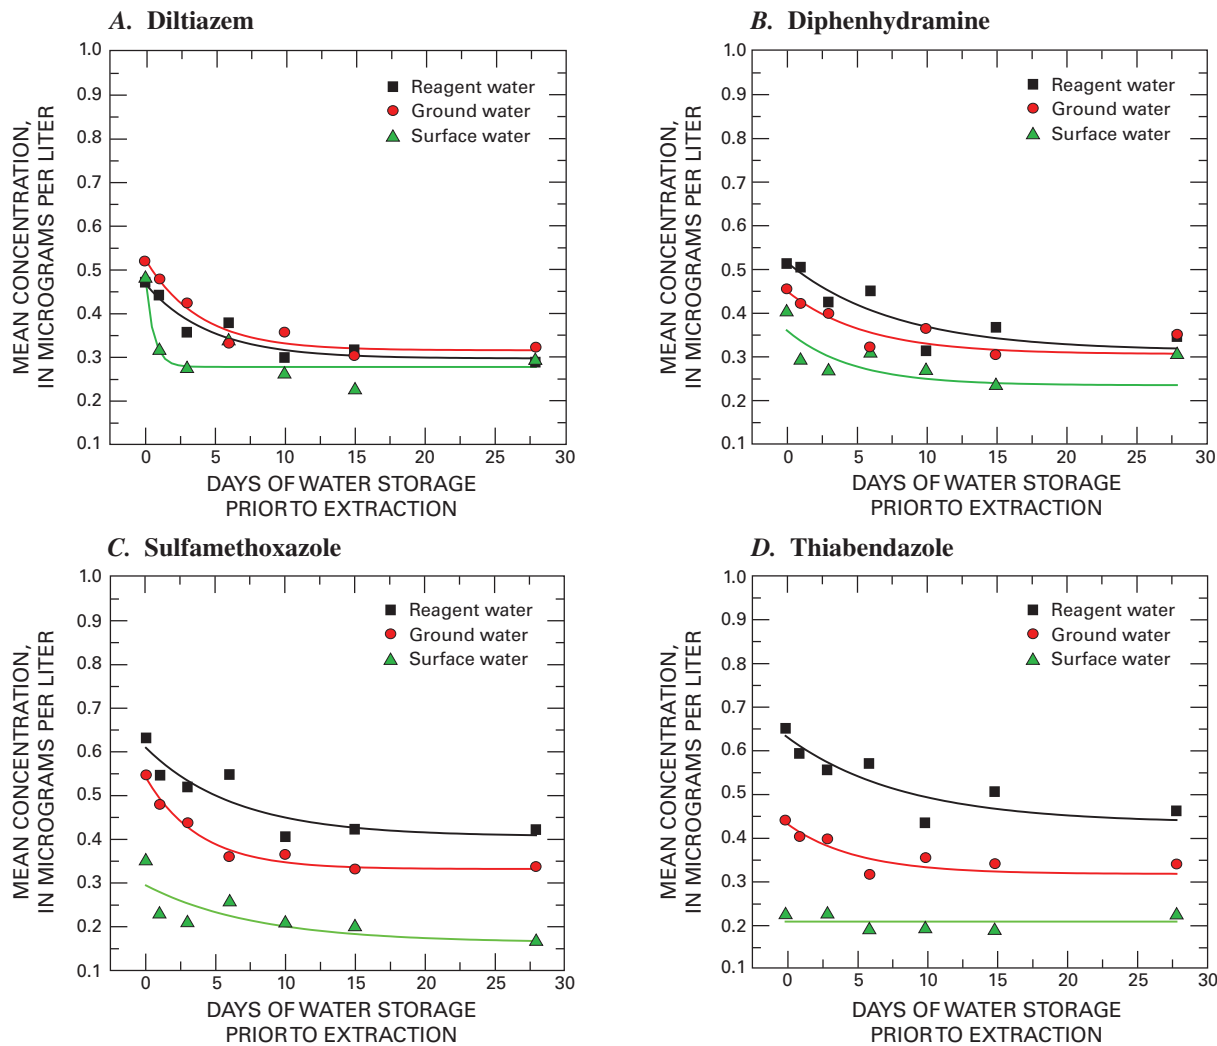 A. Diltiazem
MEAN CONCENTRATION,
IN MICROGRAMS PER LITER
1.0
0.9
0.8
0.7
0.6
0.5
0.4
0.3
0.2
0.1
Reagent water
Ground water
Surface water
0 5 10 15 20 25 30
DAYS OF WATER STORAGE
PRIOR TO EXTRACTION
B. Diphenhydramine
MEAN CONCENTRATION,
IN MICROGRAMS PER LITER
1.0
0.9
0.8
0.7
0.6
0.5
0.4
0.3
0.2
0.1
Reagent water
Ground water
Surface water
0 5 10 15 20 25 30
DAYS OF WATER STORAGE
PRIOR TO EXTRACTION
C. Sulfamethoxazole
MEAN CONCENTRATION,
IN MICROGRAMS PER LITER
1.0
0.9
0.8
0.7
0.6
0.5
0.4
0.3
0.2
0.1
Reagent water
Ground water
Surface water
0 5 10 15 20 25 30
DAYS OF WATER STORAGE
PRIOR TO EXTRACTION
D. Thiabendazole
MEAN CONCENTRATION,
IN MICROGRAMS PER LITER
1.0
0.9
0.8
0.7
0.6
0.5
0.4
0.3
0.2
0.1
Reagent water
Ground water
Surface water
0 5 10 15 20 25 30
DAYS OF WATER STORAGE
PRIOR TO EXTRACTION